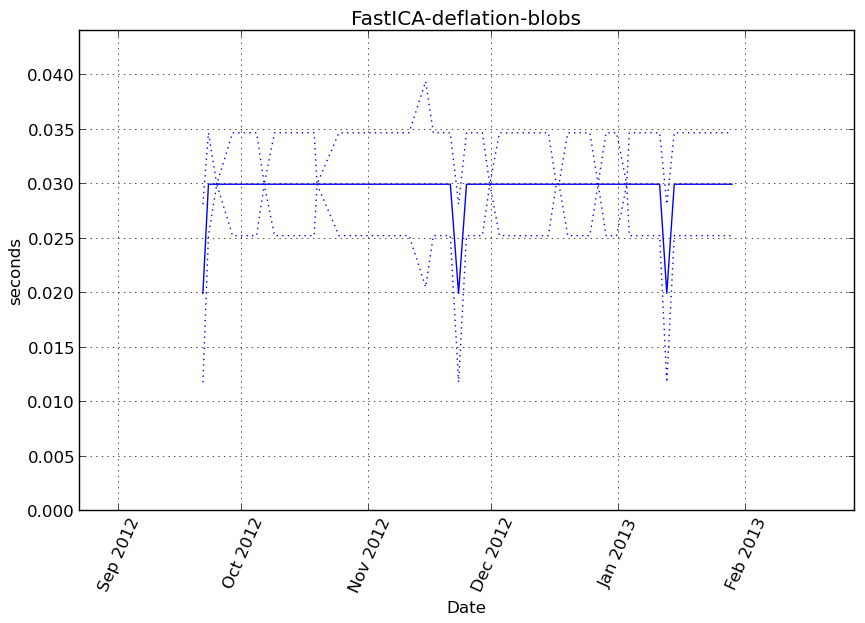 FastICA-deflation-blobs
0.040
0.035
0.030
0.025
0.020
0.015
0.010
0.005
0.000
seconds
Sep 2012
Oct 2012
Nov 2012
Dec 2012
Jan 2013
Feb 2013
Date